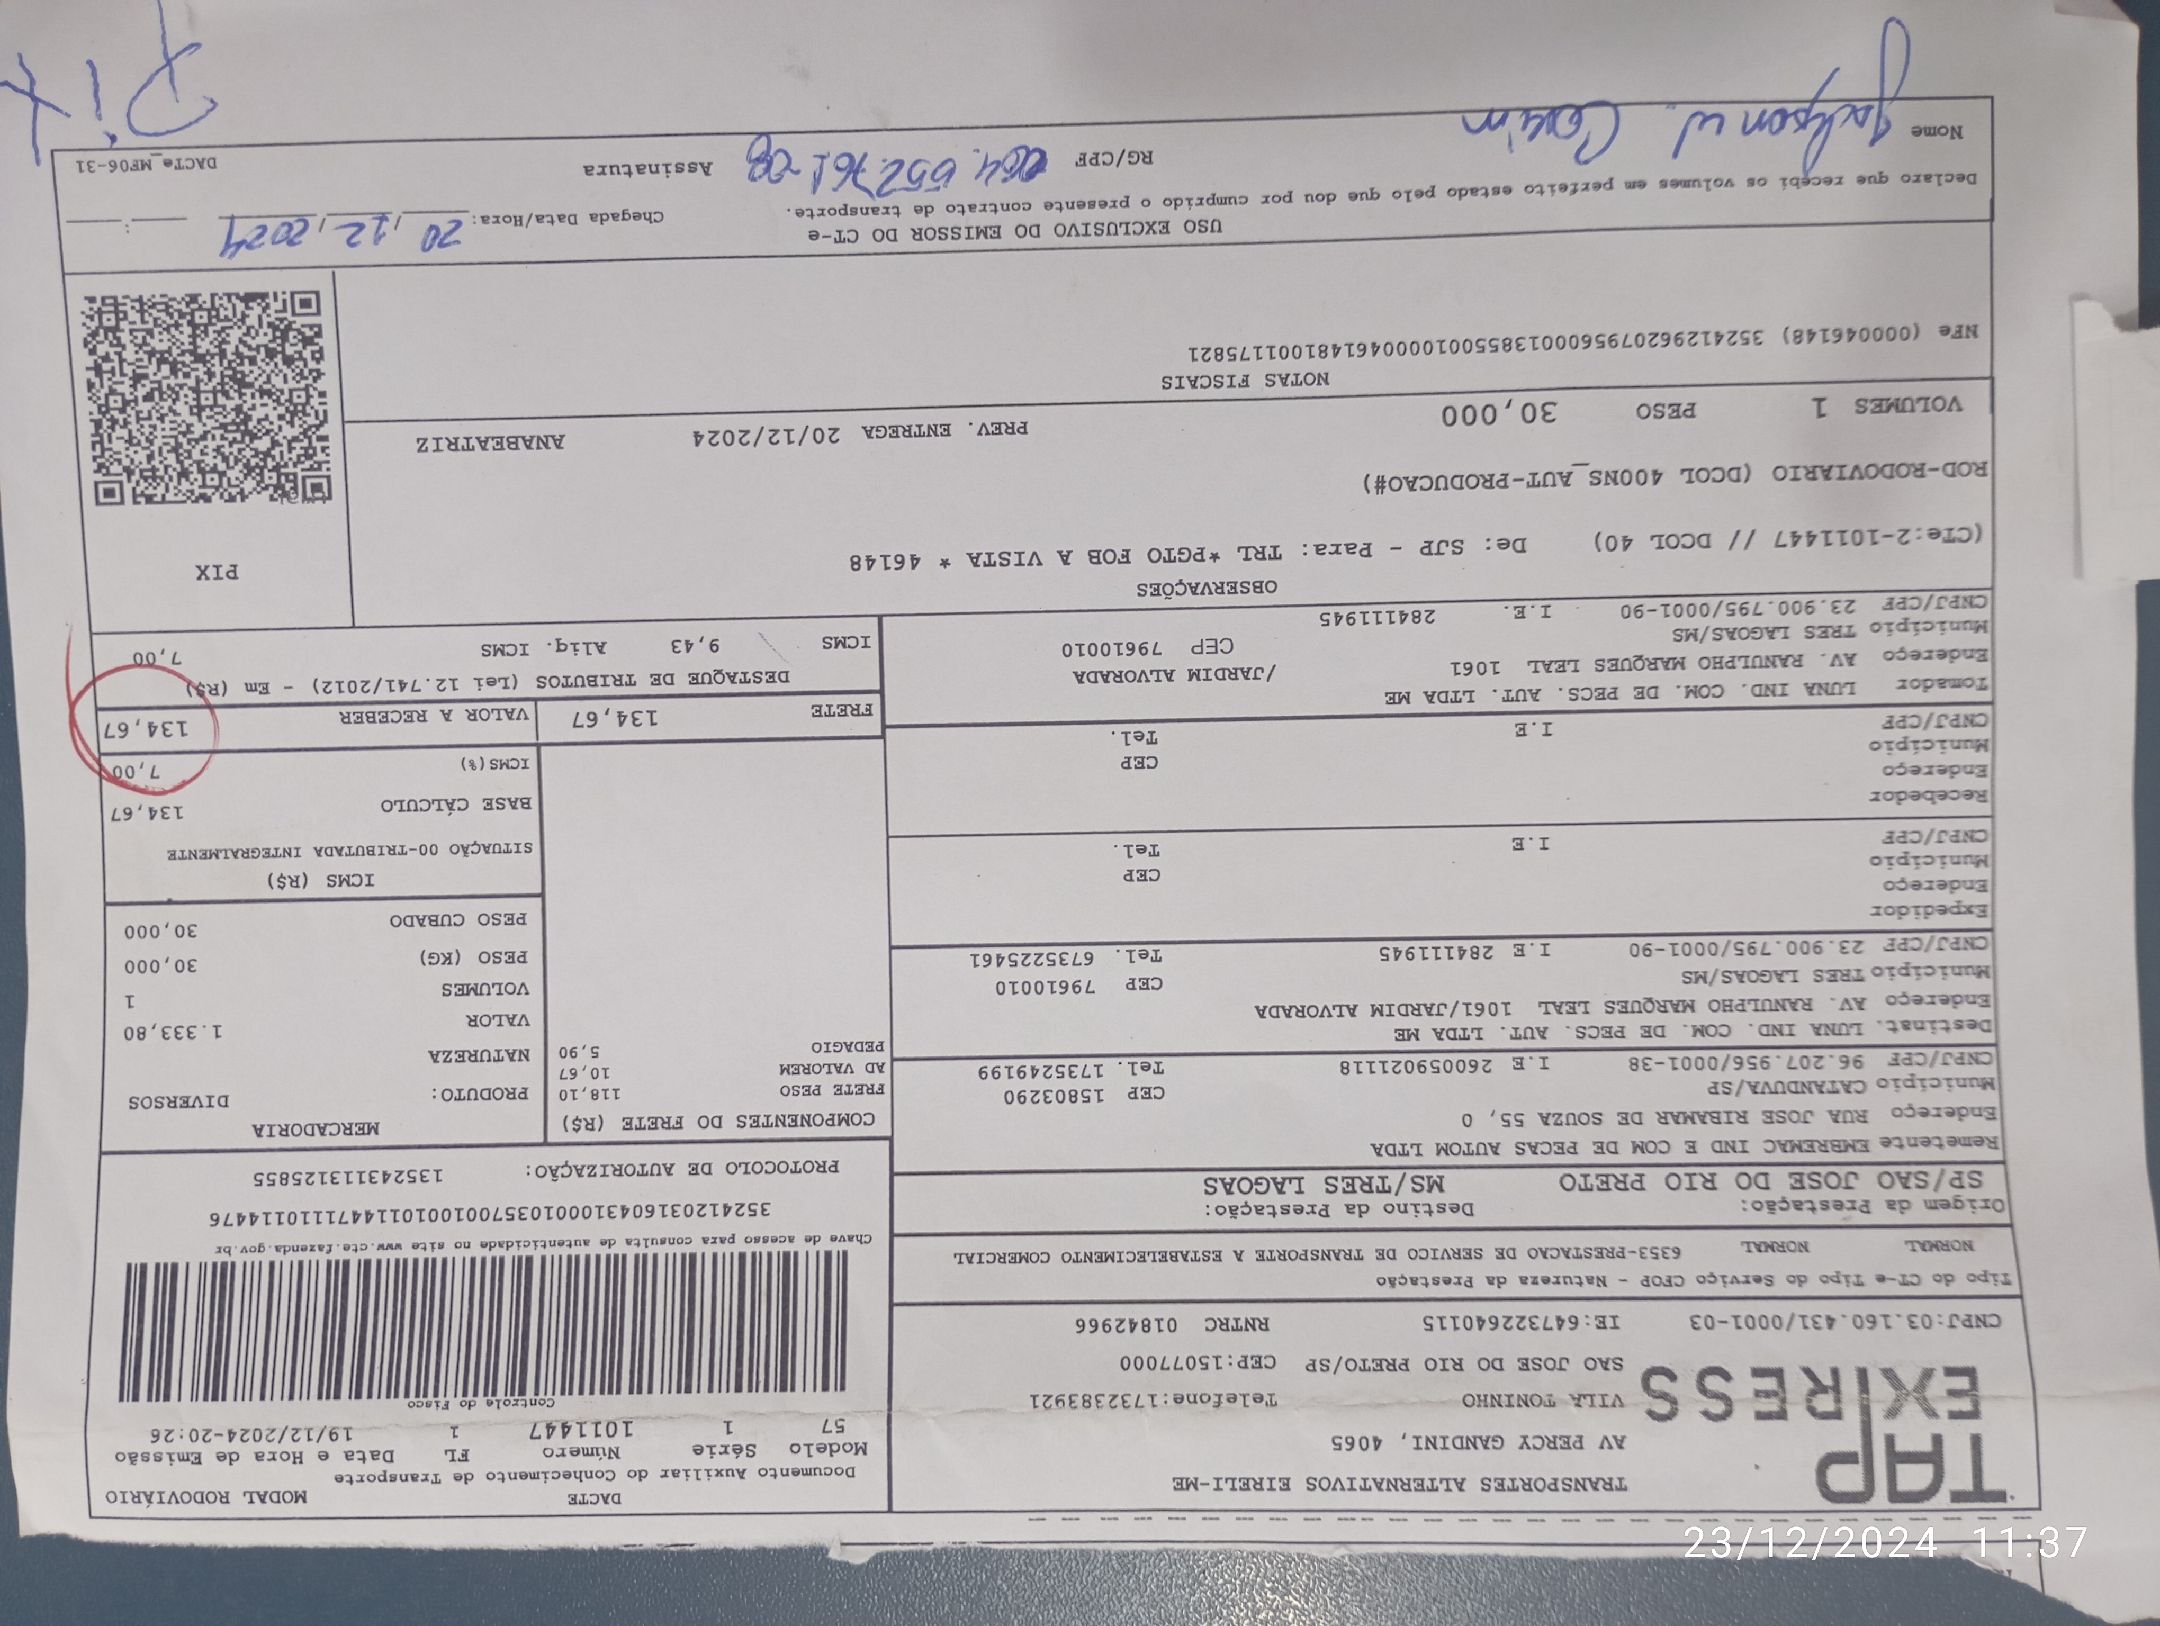 TAP
EXPRESS
TRANSPORTES ALTERNATIVOS EIRELI-ME
AV PERCY GANDINI, 4065
VILA TONINHO Telefone:1732383921
SAO JOSE DO RIO PRETO/SP CEP:15077000
CNPJ:03.160.431/0001-03 IE:647322640115 RNTRC 01842966
DACTE MODAL RODOVIÁRIO
Documento Auxiliar do Conhecimento de Transporte
Modelo Série Número FL Data e Hora de Emissão
57 1 1011447 1 19/12/2024-20:26
Controle do Fisco
Chave de acesso para consulta de autenticidade no site www.cte.fazenda.gov.br
35241203160431000103570010010114471110114476
PROTOCOLO DE AUTORIZAÇÃO: 135243113125855
Tipo do CT-e Tipo do Serviço CFOP - Natureza da Prestação
NORMAL NORMAL 6353-PRESTACAO DE SERVICO DE TRANSPORTE A ESTABELECIMENTO COMERCIAL
Origem da Prestação: Destino da Prestação:
SP/SAO JOSE DO RIO PRETO MS/TRES LAGOAS
Remetente EMBREMAC IND E COM DE PECAS AUTOM LTDA
Endereço RUA JOSE RIBAMAR DE SOUZA 55, 0
Município CATANDUVA/SP CEP 15803290
CNPJ/CPF 96.207.956/0001-38 I.E 260059021118 Tel. 1735249199
Destinat. LUNA IND. COM. DE PECS. AUT. LTDA ME
Endereço AV. RANULPHO MARQUES LEAL 1061/JARDIM ALVORADA
Município TRES LAGOAS/MS CEP 79610010
CNPJ/CPF 23.900.795/0001-90 I.E 284111945 Tel. 6735225461
Expedidor
Endereço
Município CEP
CNPJ/CPF I.E Tel.
Recebedor
Endereço
Município CEP
CNPJ/CPF I.E Tel.
Tomador LUNA IND. COM. DE PECS. AUT. LTDA ME
Endereço AV. RANULPHO MARQUES LEAL 1061 /JARDIM ALVORADA
Município TRES LAGOAS/MS CEP 79610010
CNPJ/CPF 23.900.795/0001-90 I.E. 284111945
COMPONENTES DO FRETE (R$)
FRETE PESO 118,10
AD VALOREM 10,67
PEDAGIO 5,90
MERCADORIA
PRODUTO: DIVERSOS
NATUREZA
VALOR 1.333,80
VOLUMES 1
PESO (KG) 30,000
PESO CUBADO 30,000
ICMS (R$)
SITUAÇÃO 00-TRIBUTADA INTEGRALMENTE
BASE CÁLCULO 134,67
ICMS(%) 7,00
FRETE 134,67 VALOR A RECEBER 134,67
DESTAQUE DE TRIBUTOS (Lei 12.741/2012) - Em (R$)
ICMS 9,43 Aliq. ICMS 7,00
OBSERVAÇÕES
(CTe:2-1011447 // DCOL 40) De: SJP - Para: TRL *PGTO FOB A VISTA * 46148
ROD-RODOVIARIO (DCOL 400NS_AUT-PRODUCAO#)
PIX
VOLUMES 1 PESO 30,000 PREV. ENTREGA 20/12/2024 ANABEATRIZ
NOTAS FISCAIS
NFe (000046148) 35241296207956000138550010000461481001175821
USO EXCLUSIVO DO EMISSOR DO CT-e
Declaro que recebi os volumes em perfeito estado pelo que dou por cumprido o presente contrato de transporte.
Chegada Data/Hora: 20/12/2024 :
Nome RG/CPF 064.652.761-08 Assinatura DACTe_MF06-31
Pix
23/12/2024 11:37